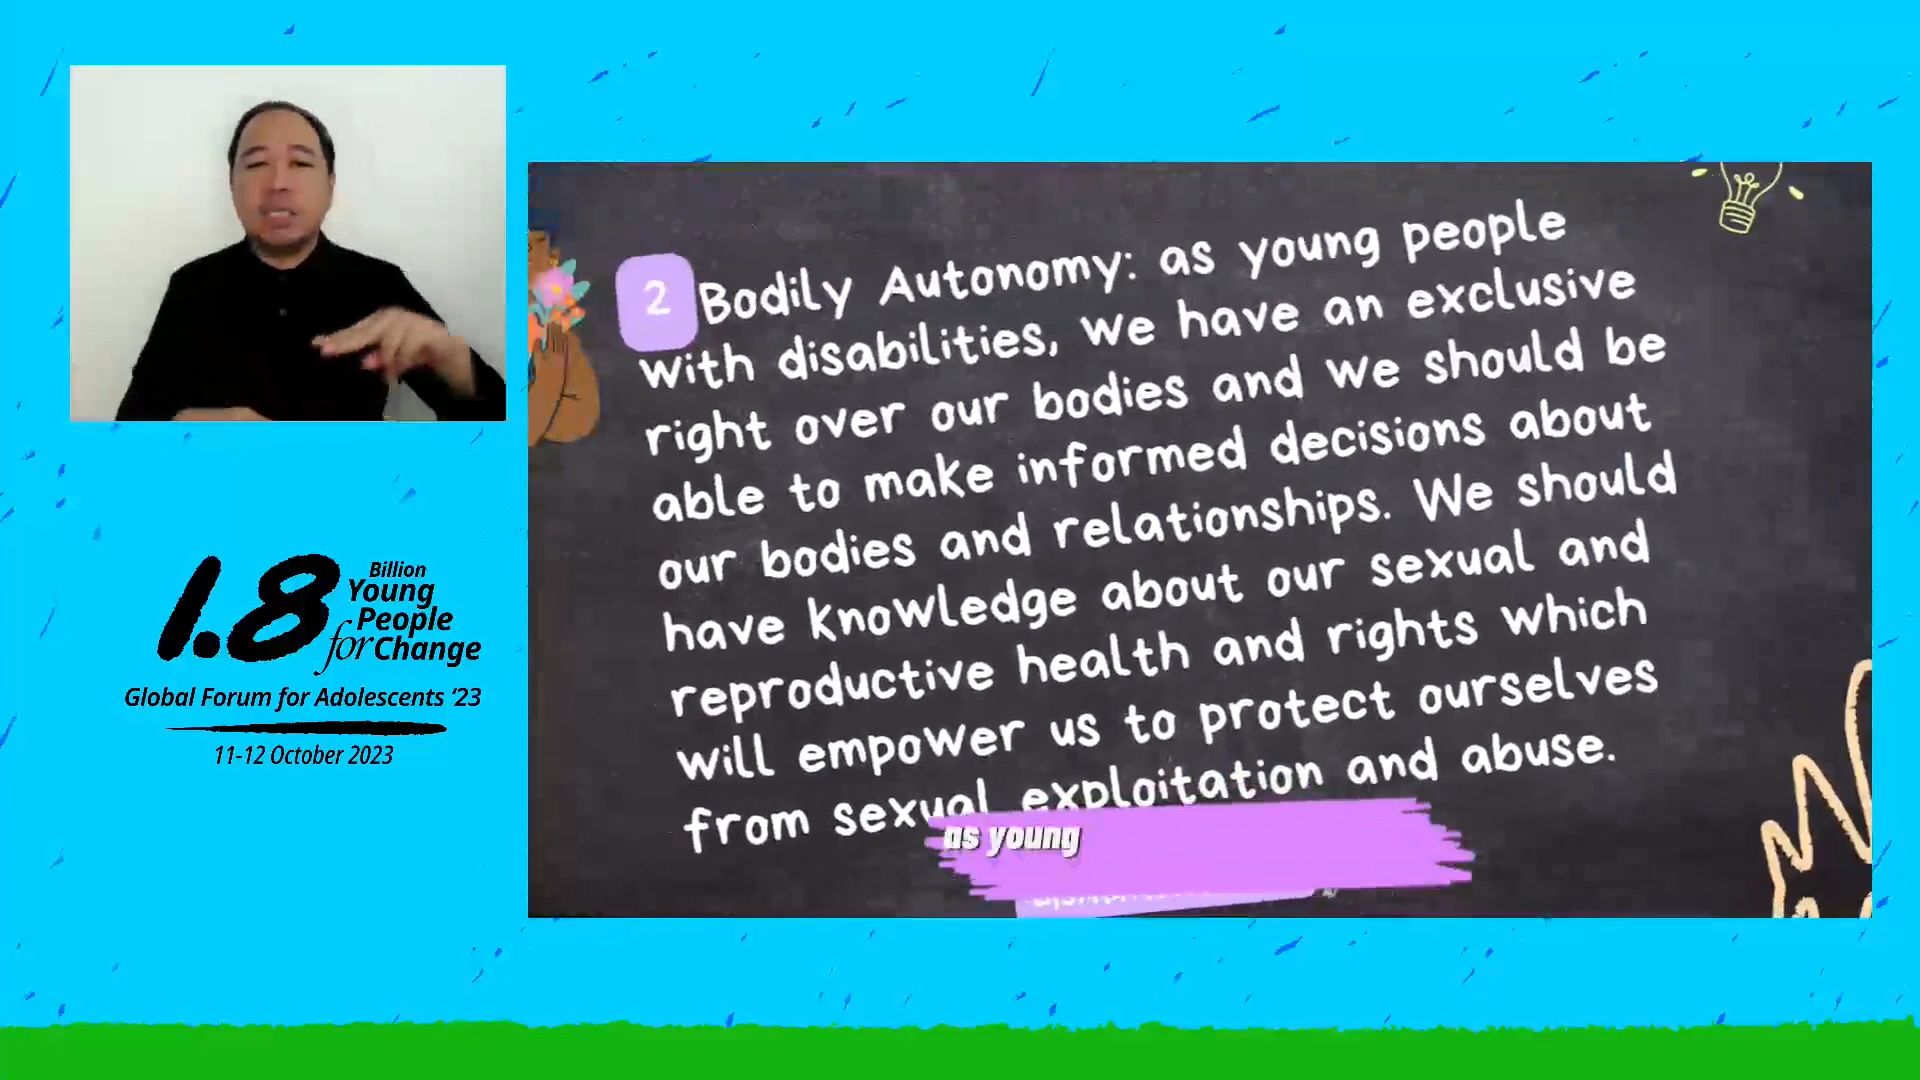 2 Bodily Autonomy: as young people
with disabilities, we have an exclusive
right over our bodies and we should be
able to make informed decisions about
our bodies and relationships. We should
have knowledge about our sexual and
reproductive health and rights which
will empower us to protect ourselves
from sexual exploitation and abuse.
as young
1.8 Billion
Young
People
for Change
Global Forum for Adolescents ‘23
11-12 October 2023